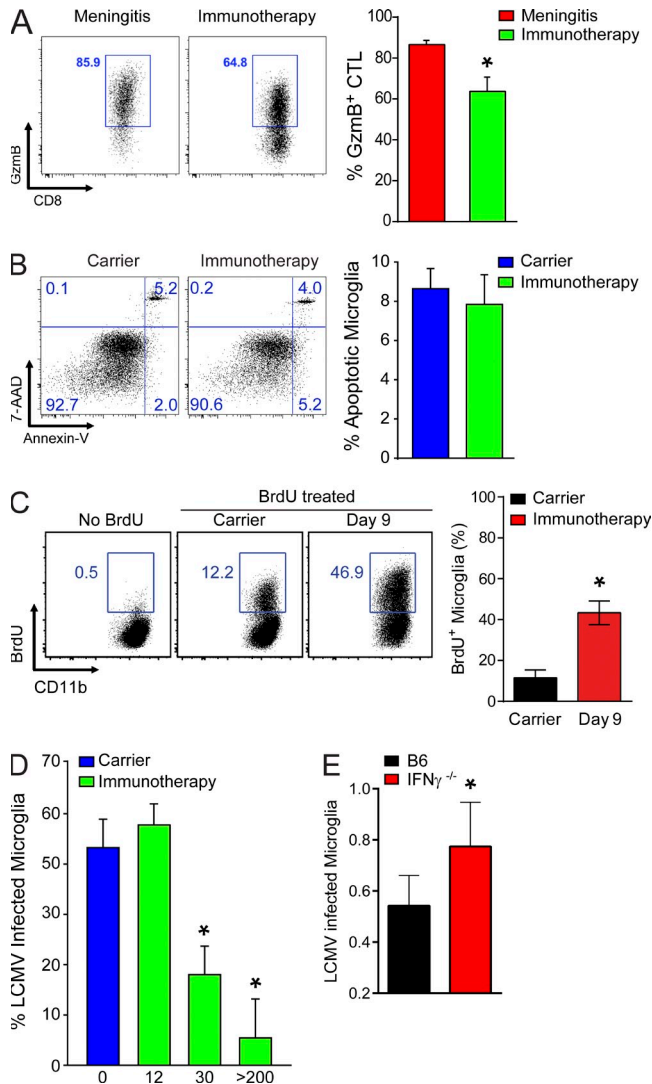 A
Meningitis
Immunotherapy
85.9
64.8
GzmB
CD8
Meningitis
Immunotherapy
*
% GzmB+ CTL
100
80
60
40
20
0
B
Carrier
Immunotherapy
0.1
5.2
0.2
4.0
92.7
2.0
90.6
5.2
7-AAD
Annexin-V
Carrier
Immunotherapy
% Apoptotic Microglia
10
8
6
4
2
0
C
BrdU treated
No BrdU
Carrier
Day 9
0.5
12.2
46.9
BrdU
CD11b
Carrier
Immunotherapy
*
BrdU+ Microglia (%)
100
80
60
40
20
0
Carrier
Day 9
D
Carrier
Immunotherapy
% LCMV Infected Microglia
70
60
50
30
20
10
0
*
*
0
12
30
>200
E
B6
IFNγ -/-
*
LCMV infected Microglia
1.0
0.8
0.6
0.4
0.2